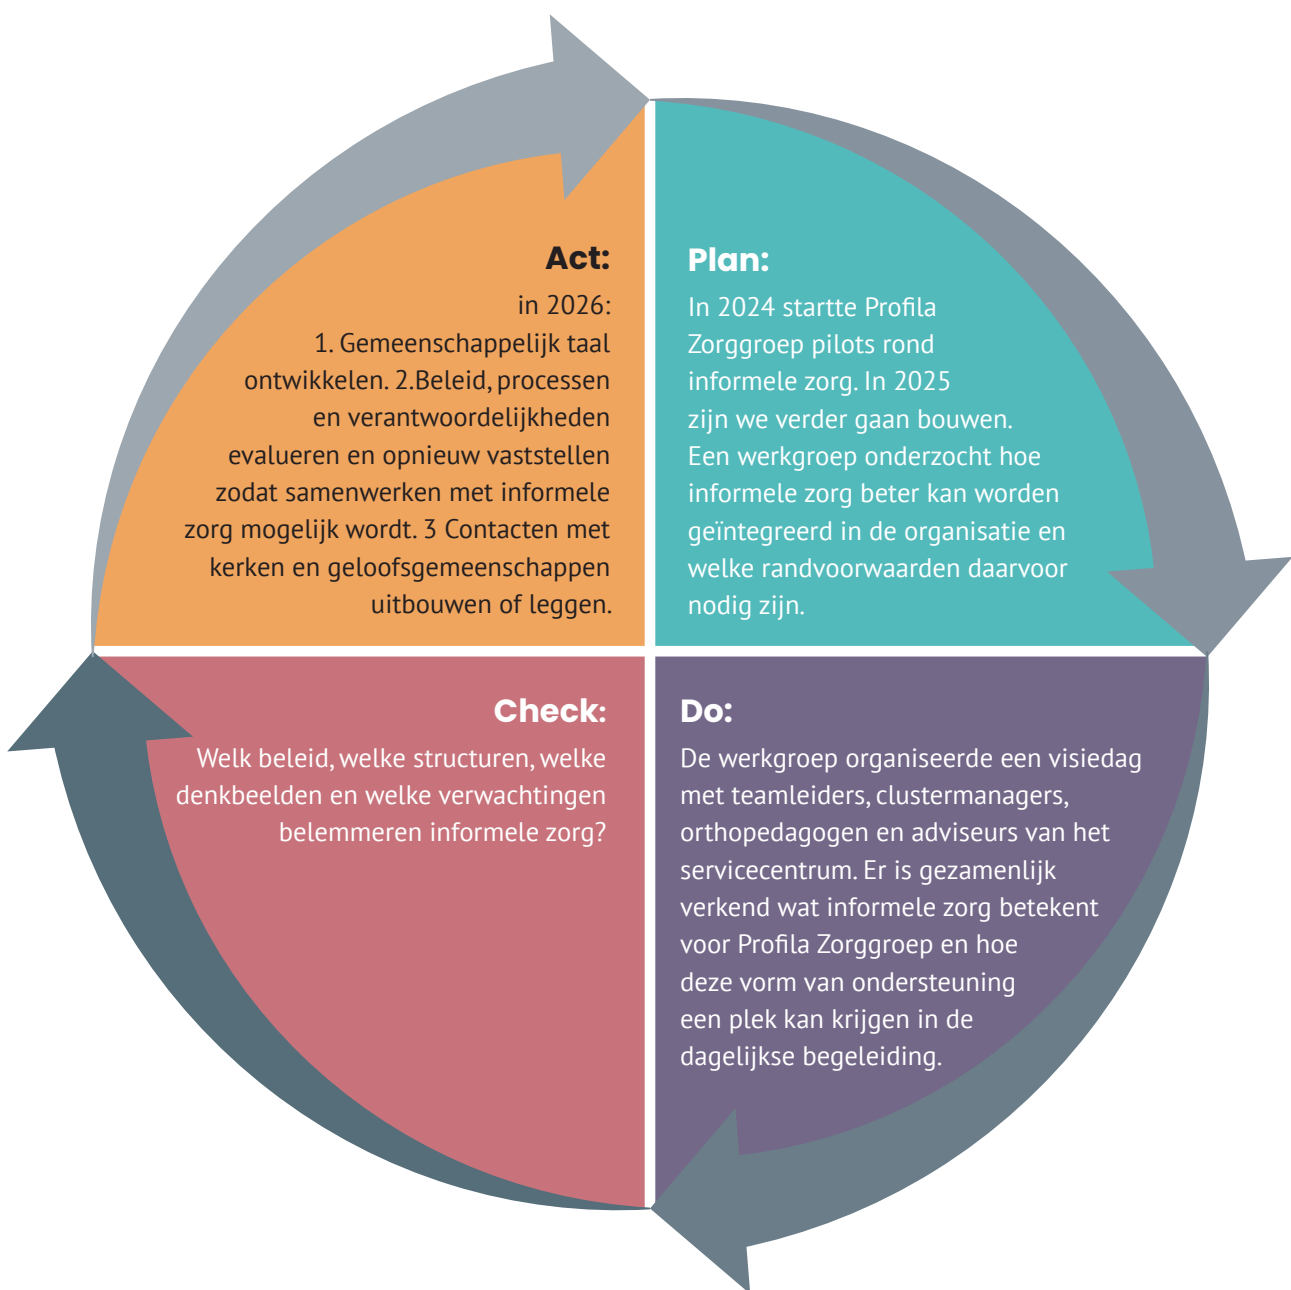 Act:
in 2026:
1. Gemeenschappelijk taal
ontwikkelen. 2.Beleid, processen
en verantwoordelijkheden
evalueren en opnieuw vaststellen
zodat samenwerken met informele
zorg mogelijk wordt. 3 Contacten met
kerken en geloofsgemeenschappen
uitbouwen of leggen.
Plan:
In 2024 startte Profila
Zorggroep pilots rond
informele zorg. In 2025
zijn we verder gaan bouwen.
Een werkgroep onderzocht hoe
informele zorg beter kan worden
geïntegreerd in de organisatie en
welke randvoorwaarden daarvoor
nodig zijn.
Check:
Welk beleid, welke structuren, welke
denkbeelden en welke verwachtingen
belemmeren informele zorg?
Do:
De werkgroep organiseerde een visiedag
met teamleiders, clustermanagers,
orthopedagogen en adviseurs van het
servicecentrum. Er is gezamenlijk
verkend wat informele zorg betekent
voor Profila Zorggroep en hoe
deze vorm van ondersteuning
een plek kan krijgen in de
dagelijkse begeleiding.